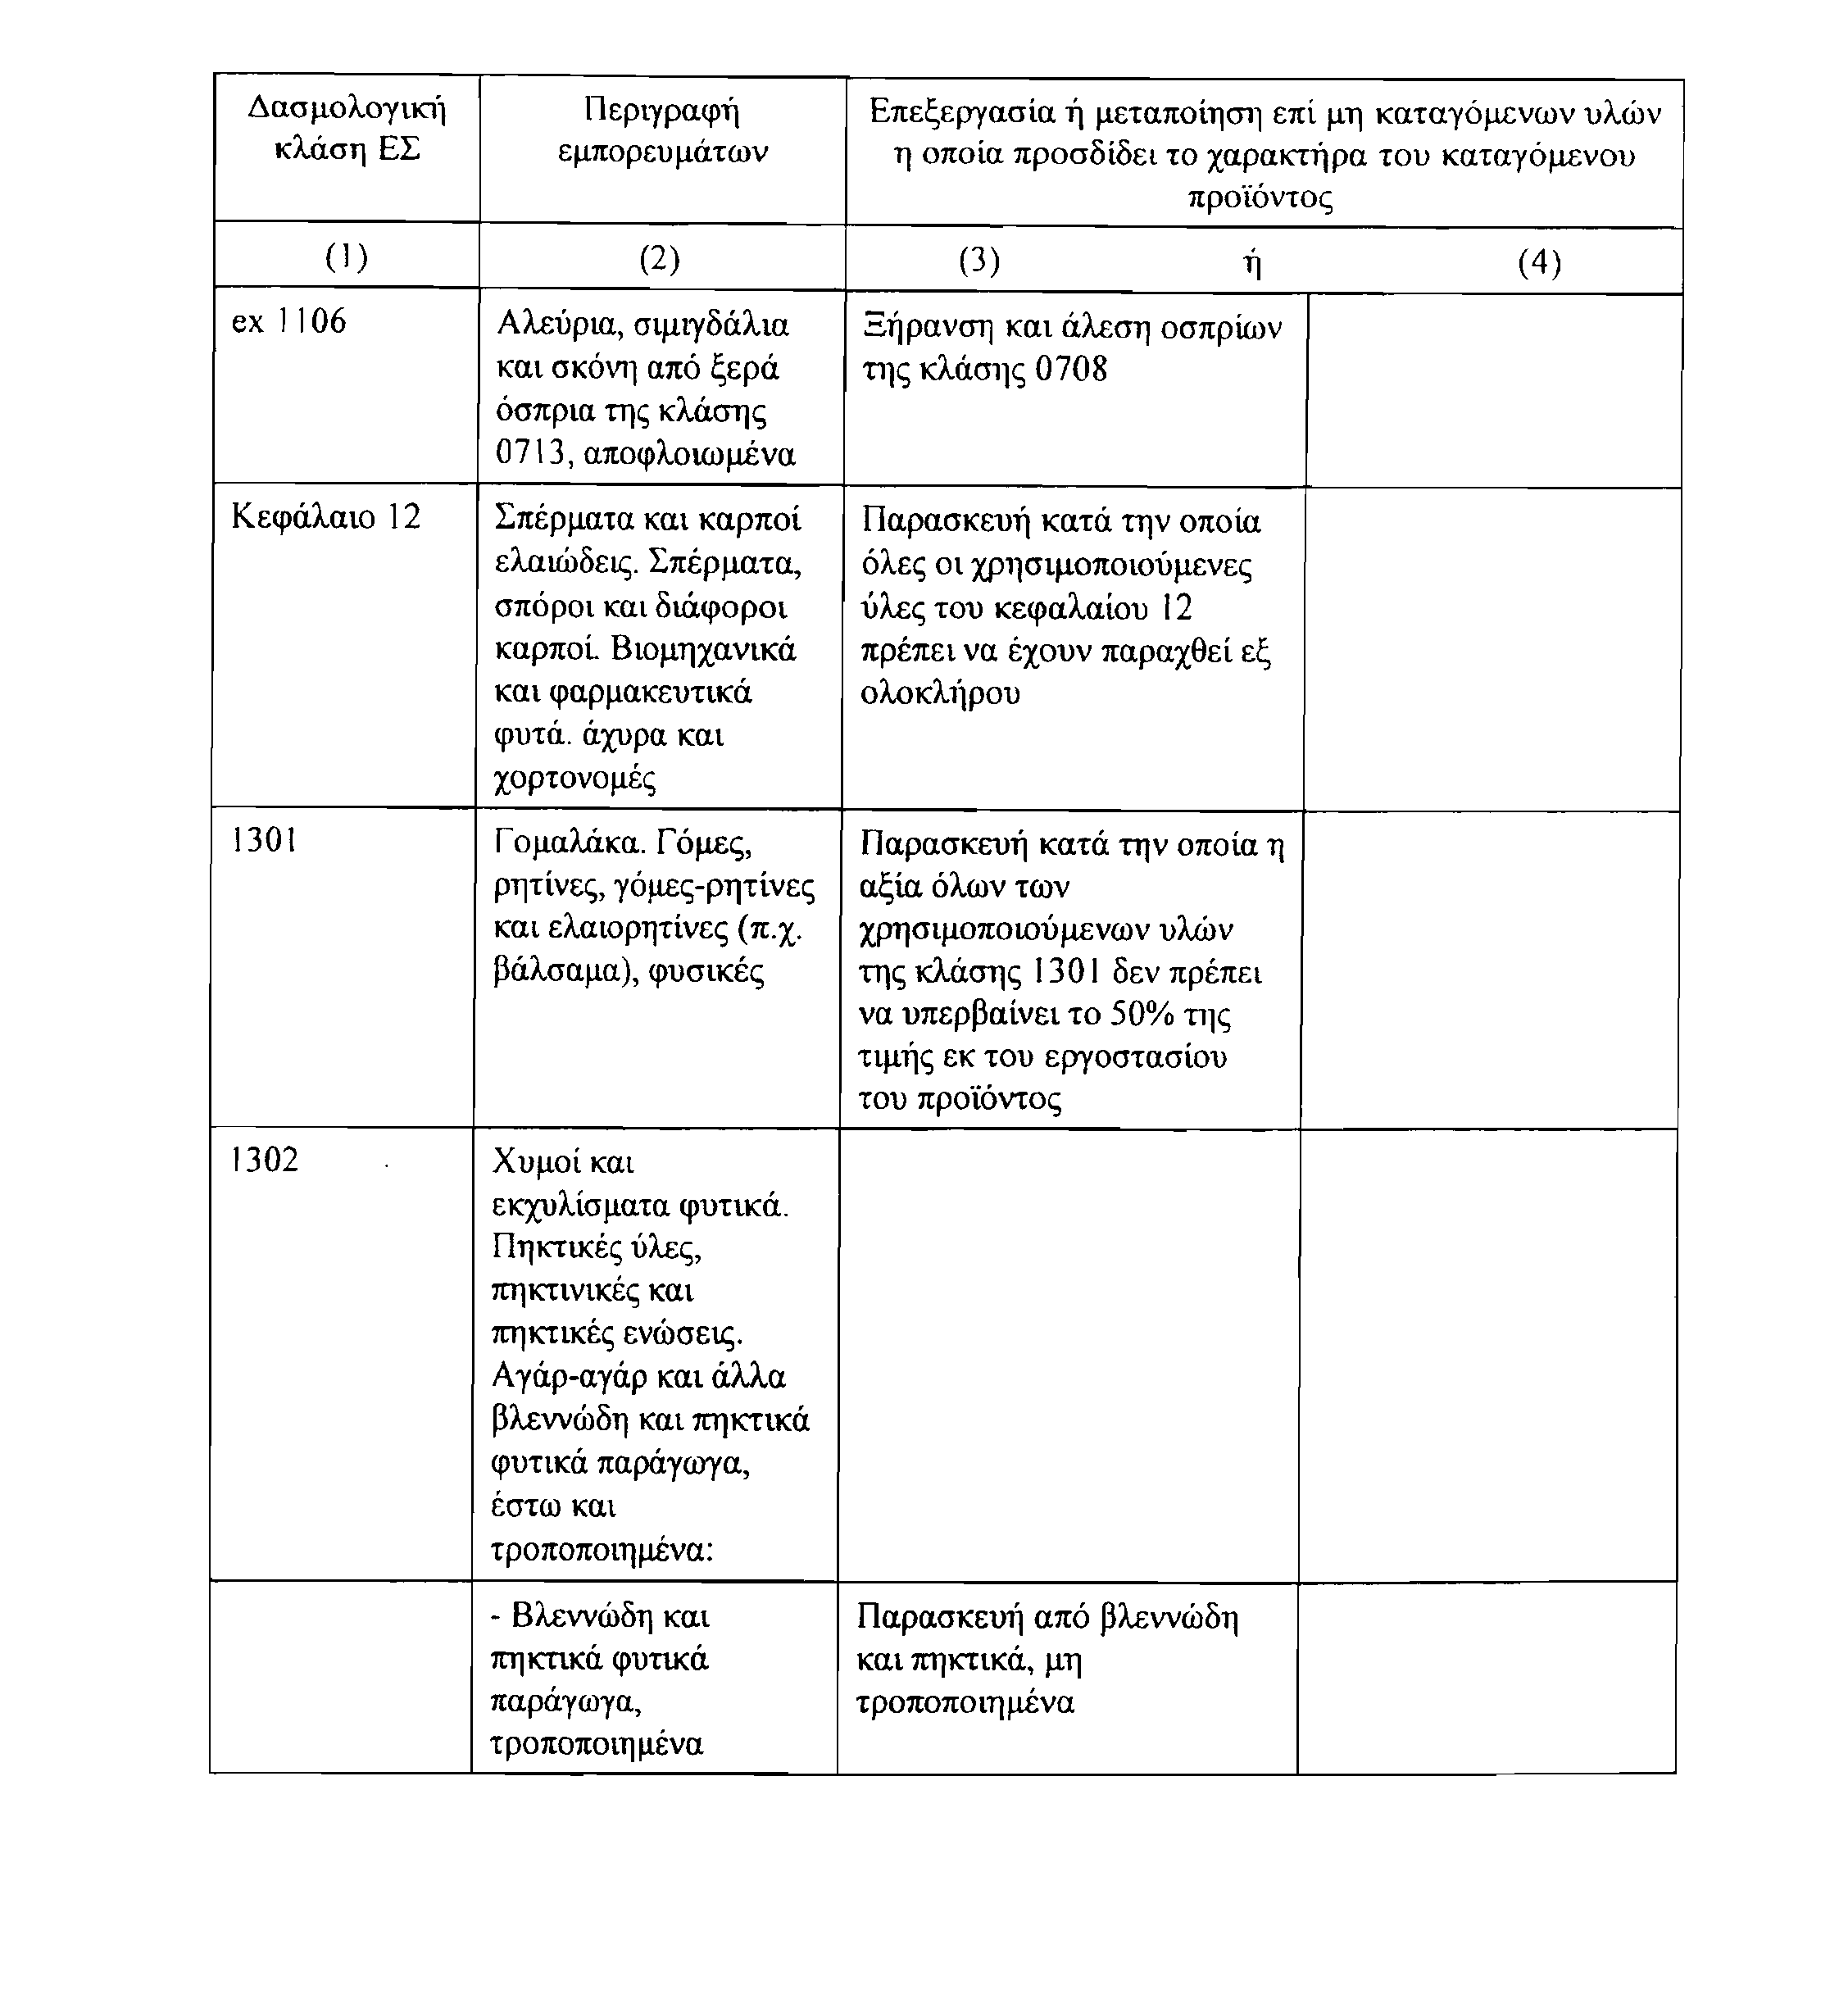 Δασμολογική
κλάση ΕΣ
Περιγραφή
εμπορευμάτων
Επεξεργασία ή μεταποίηση επί μη καταγόμενων υλών
η οποία προσδίδει το χαρακτήρα του καταγόμενου
προϊόντος
(1)
(2)
(3) ή (4)
ex 1106
Αλεύρια, σιμιγδάλια
και σκόνη από ξερά
όσπρια της κλάσης
0713, αποφλοιωμένα
Ξήρανση και άλεση οσπρίων
της κλάσης 0708
Κεφάλαιο 12
Σπέρματα και καρποί
ελαιώδεις. Σπέρματα,
σπόροι και διάφοροι
καρποί. Βιομηχανικά
και φαρμακευτικά
φυτά. άχυρα και
χορτονομές
Παρασκευή κατά την οποία
όλες οι χρησιμοποιούμενες
ύλες του κεφαλαίου 12
πρέπει να έχουν παραχθεί εξ
ολοκλήρου
1301
Γομαλάκα. Γόμες,
ρητίνες, γόμες-ρητίνες
και ελαιορητίνες (π.χ.
βάλσαμα), φυσικές
Παρασκευή κατά την οποία η
αξία όλων των
χρησιμοποιούμενων υλών
της κλάσης 1301 δεν πρέπει
να υπερβαίνει το 50% της
τιμής εκ του εργοστασίου
του προϊόντος
1302
Χυμοί και
εκχυλίσματα φυτικά.
Πηκτικές ύλες,
πηκτινικές και
πηκτικές ενώσεις.
Αγάρ-αγάρ και άλλα
βλεννώδη και πηκτικά
φυτικά παράγωγα,
έστω και
τροποποιημένα:
- Βλεννώδη και
πηκτικά φυτικά
παράγωγα,
τροποποιημένα
Παρασκευή από βλεννώδη
και πηκτικά, μη
τροποποιημένα